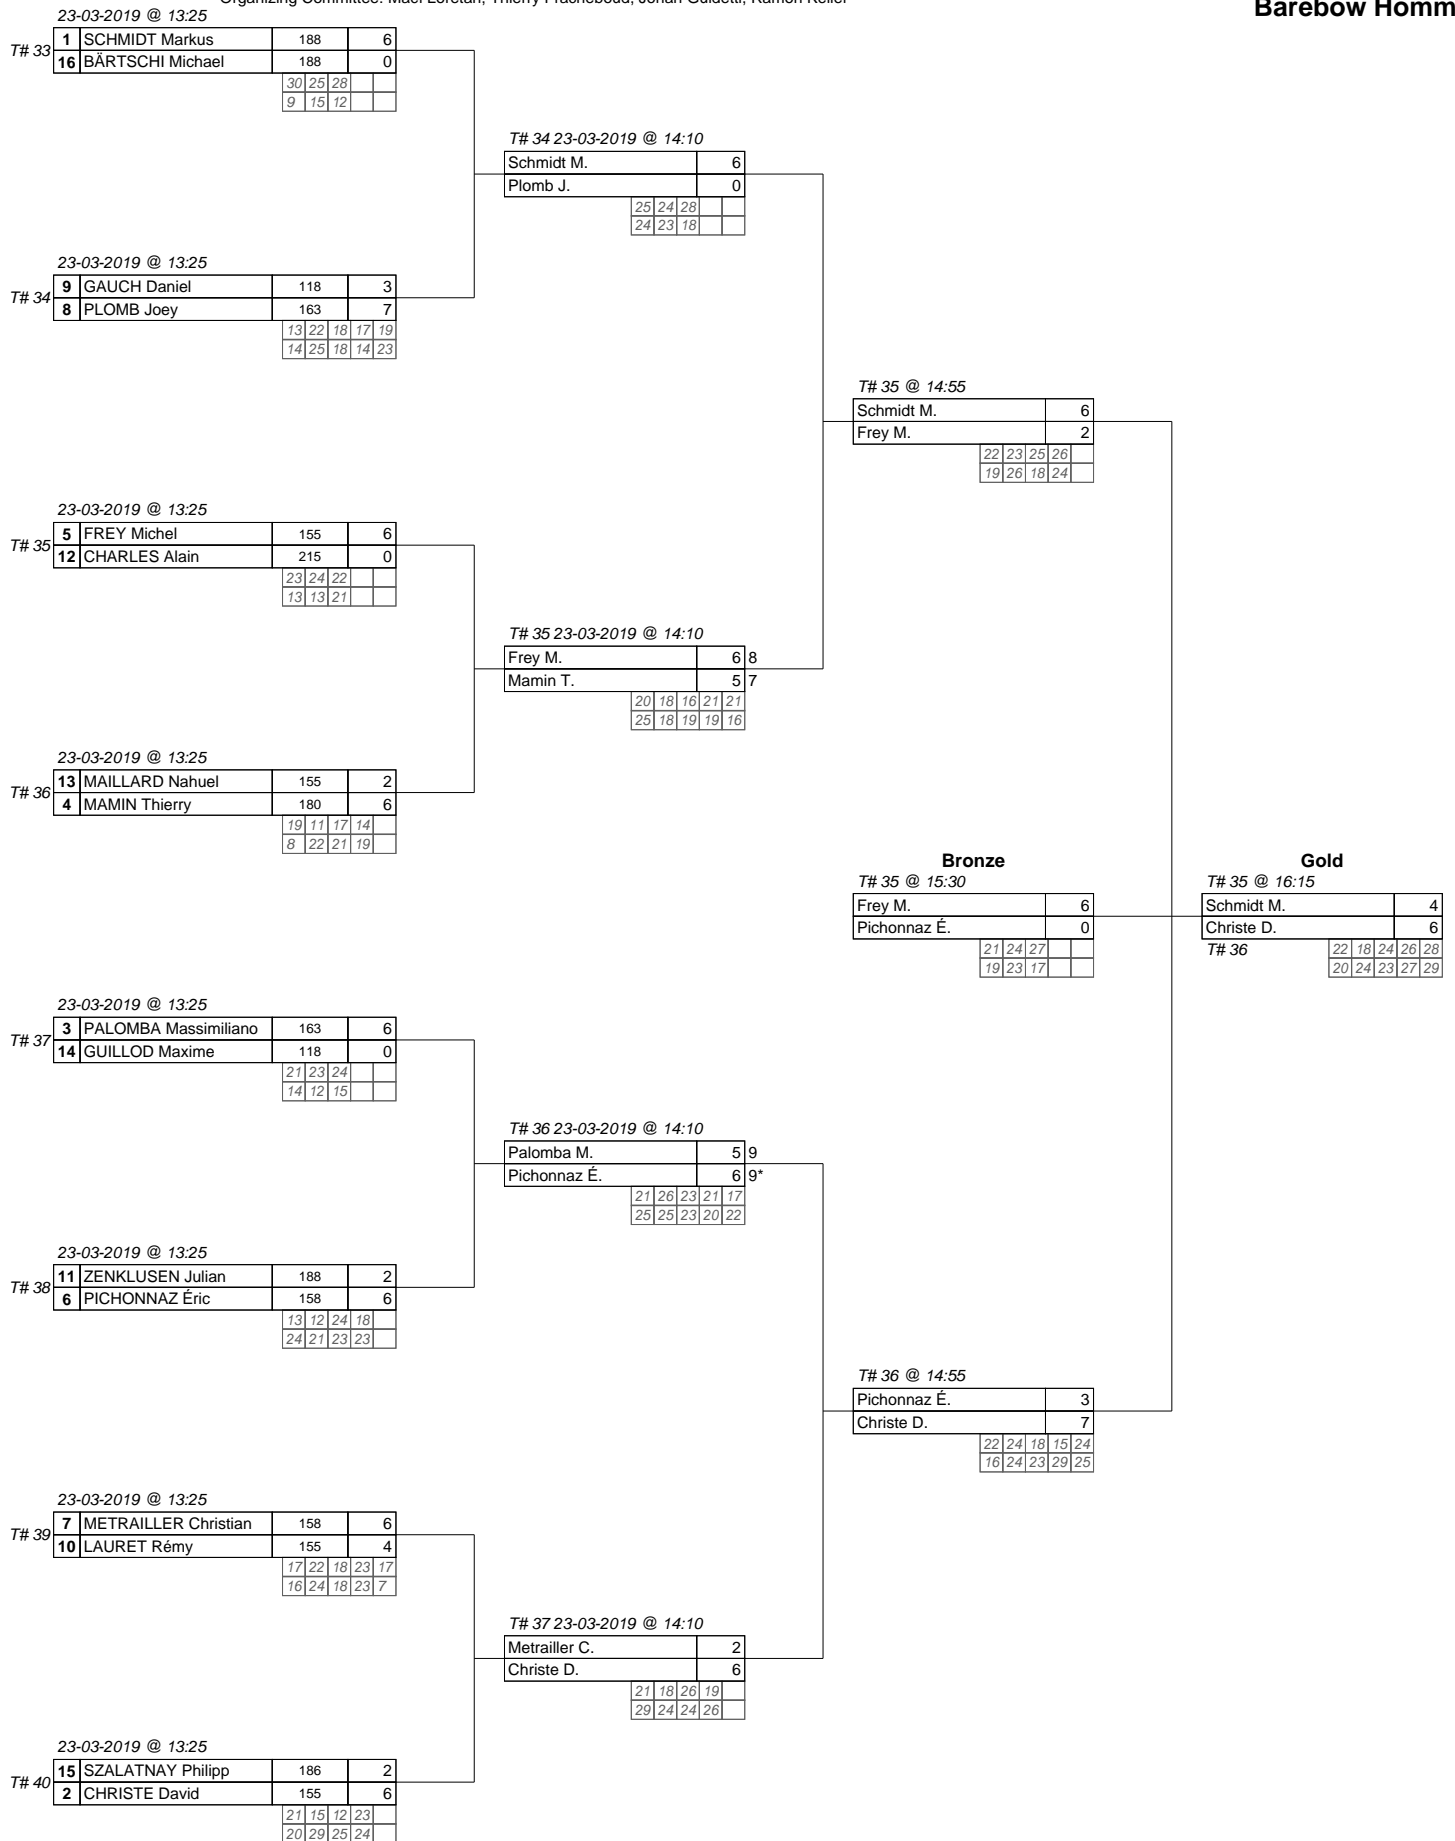 Organizing Committee: Maël Loretan, Thierry Fracheboud, Johan Guidetti, Ramon Keller
Barebow Homm
23-03-2019 @ 13:25
T# 33
1 SCHMIDT Markus 188 6
16 BÄRTSCHI Michael 188 0
30 25 28
9 15 12
T# 34 23-03-2019 @ 14:10
Schmidt M. 6
Plomb J. 0
25 24 28
24 23 18
23-03-2019 @ 13:25
T# 34
9 GAUCH Daniel 118 3
8 PLOMB Joey 163 7
13 22 18 17 19
14 25 18 14 23
T# 35 @ 14:55
Schmidt M. 6
Frey M. 2
22 23 25 26
19 26 18 24
23-03-2019 @ 13:25
T# 35
5 FREY Michel 155 6
12 CHARLES Alain 215 0
23 24 22
13 13 21
T# 35 23-03-2019 @ 14:10
Frey M. 6 8
Mamin T. 5 7
20 18 16 21 21
25 18 19 19 16
23-03-2019 @ 13:25
T# 36
13 MAILLARD Nahuel 155 2
4 MAMIN Thierry 180 6
19 11 17 14
8 22 21 19
Bronze
T# 35 @ 15:30
Frey M. 6
Pichonnaz É. 0
21 24 27
19 23 17
Gold
T# 35 @ 16:15
Schmidt M. 4
Christe D. 6
T# 36 22 18 24 26 28
20 24 23 27 29
23-03-2019 @ 13:25
T# 37
3 PALOMBA Massimiliano 163 6
14 GUILLOD Maxime 118 0
21 23 24
14 12 15
T# 36 23-03-2019 @ 14:10
Palomba M. 5 9
Pichonnaz É. 6 9*
21 26 23 21 17
25 25 23 20 22
23-03-2019 @ 13:25
T# 38
11 ZENKLUSEN Julian 188 2
6 PICHONNAZ Éric 158 6
13 12 24 18
24 21 23 23
T# 36 @ 14:55
Pichonnaz É. 3
Christe D. 7
22 24 18 15 24
16 24 23 29 25
23-03-2019 @ 13:25
T# 39
7 METRAILLER Christian 158 6
10 LAURET Rémy 155 4
17 22 18 23 17
16 24 18 23 7
T# 37 23-03-2019 @ 14:10
Metrailler C. 2
Christe D. 6
21 18 26 19
29 24 24 26
23-03-2019 @ 13:25
T# 40
15 SZALATNAY Philipp 186 2
2 CHRISTE David 155 6
21 15 12 23
20 29 25 24